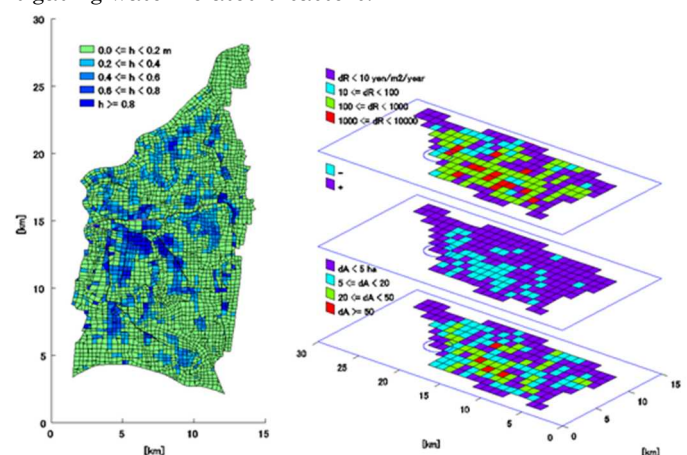 30
25
20
15
10
5
0
[km]
0
5
10
15
[km]
0.0 <= h < 0.2 m
0.2 <= h < 0.4
0.4 <= h < 0.6
0.6 <= h < 0.8
h >= 0.8
dR < 10 yen/m2/year
10 <= dR < 100
100 <= dR < 1000
1000 <= dR < 10000
-
+
dA < 5 ha
5 <= dA < 20
20 <= dA < 50
dA >= 50
30
25
20
15
10
5
0
[km]
0
5
10
15
[km]